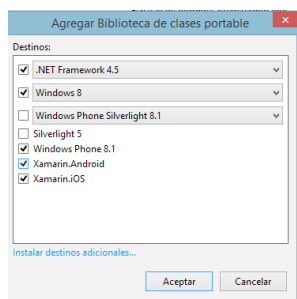 Agregar Biblioteca de clases portable
Destinos:
.NET Framework 4.5
Windows 8
Windows Phone Silverlight 8.1
Silverlight 5
Windows Phone 8.1
Xamarin.Android
Xamarin.iOS
Instalar destinos adicionales...
Aceptar Cancelar